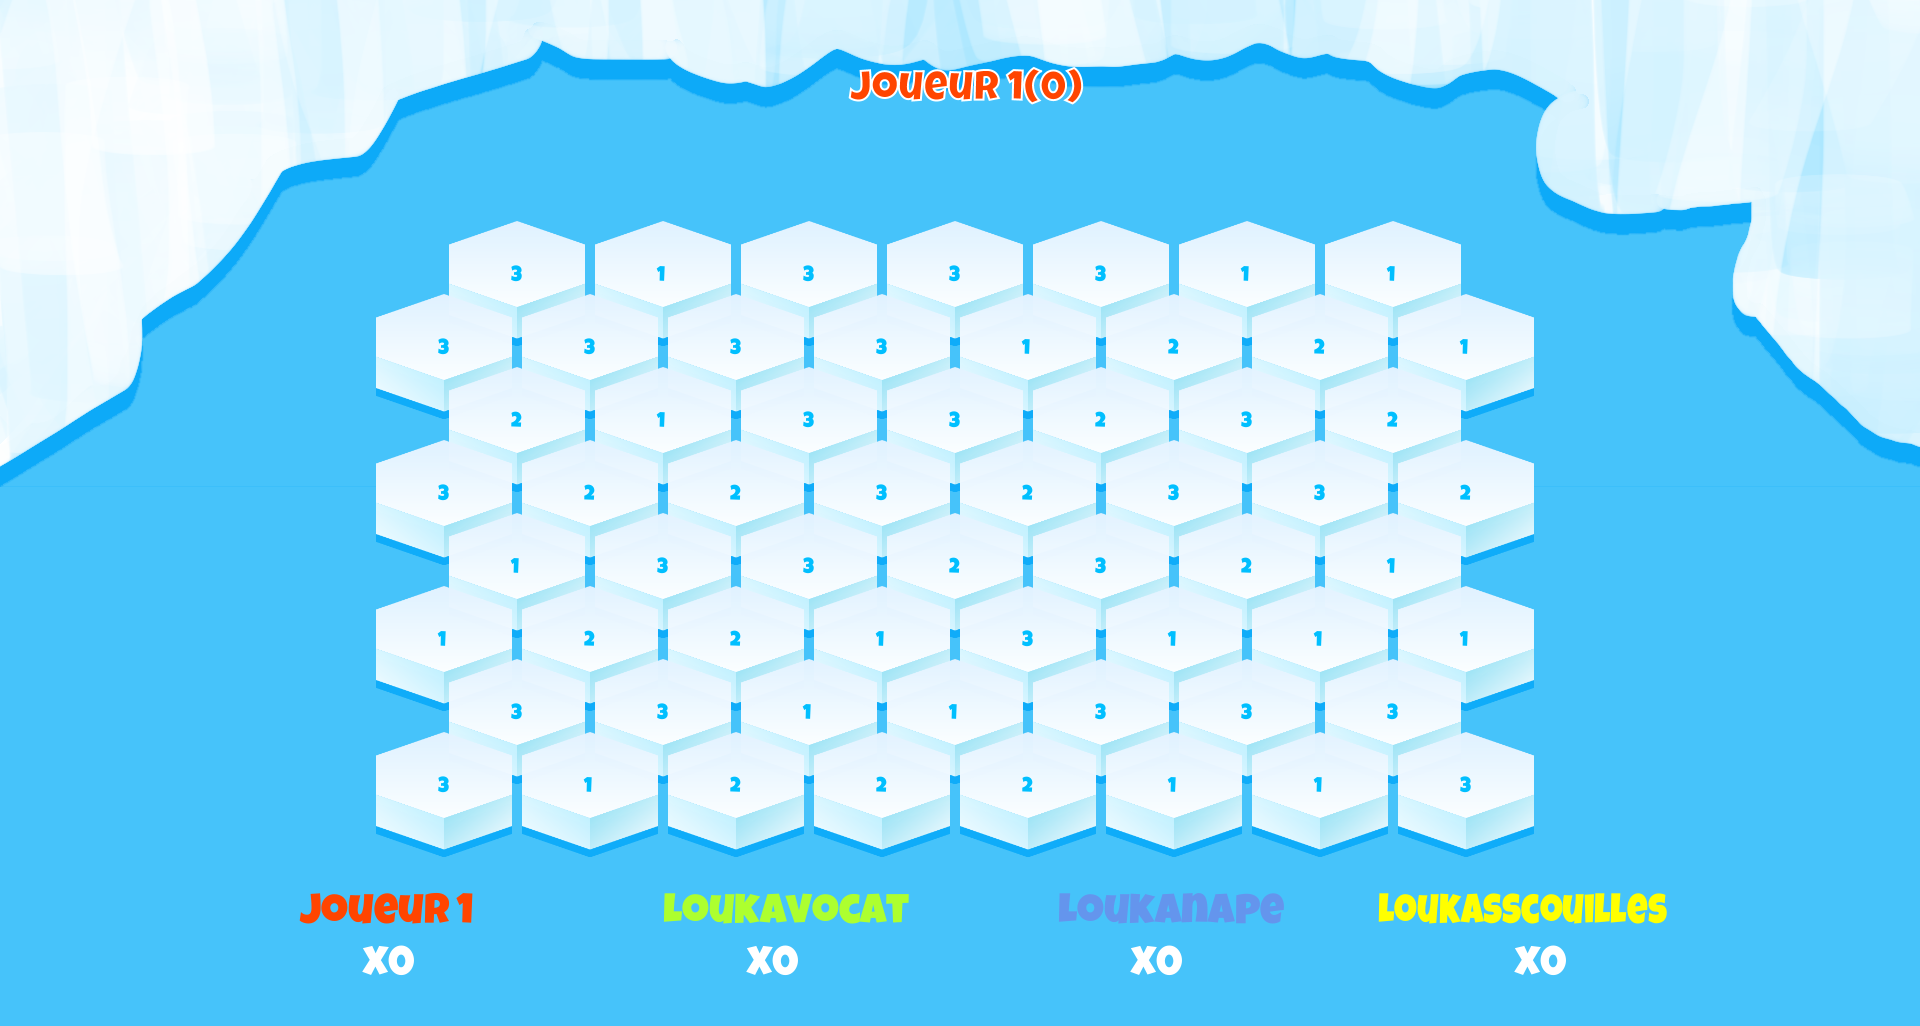 Joueur 1(0)
3 1 3 3 3 1 1
3 3 3 3 1 2 2 1
2 1 3 3 2 3 2
3 2 2 3 2 3 3 2
1 3 3 2 3 2 1
1 2 2 1 3 1 1 1
3 3 1 1 3 3 3
3 1 2 2 2 1 1 3
Joueur 1 Loukavocat Loukanape Loukasscouilles
x0 x0 x0 x0